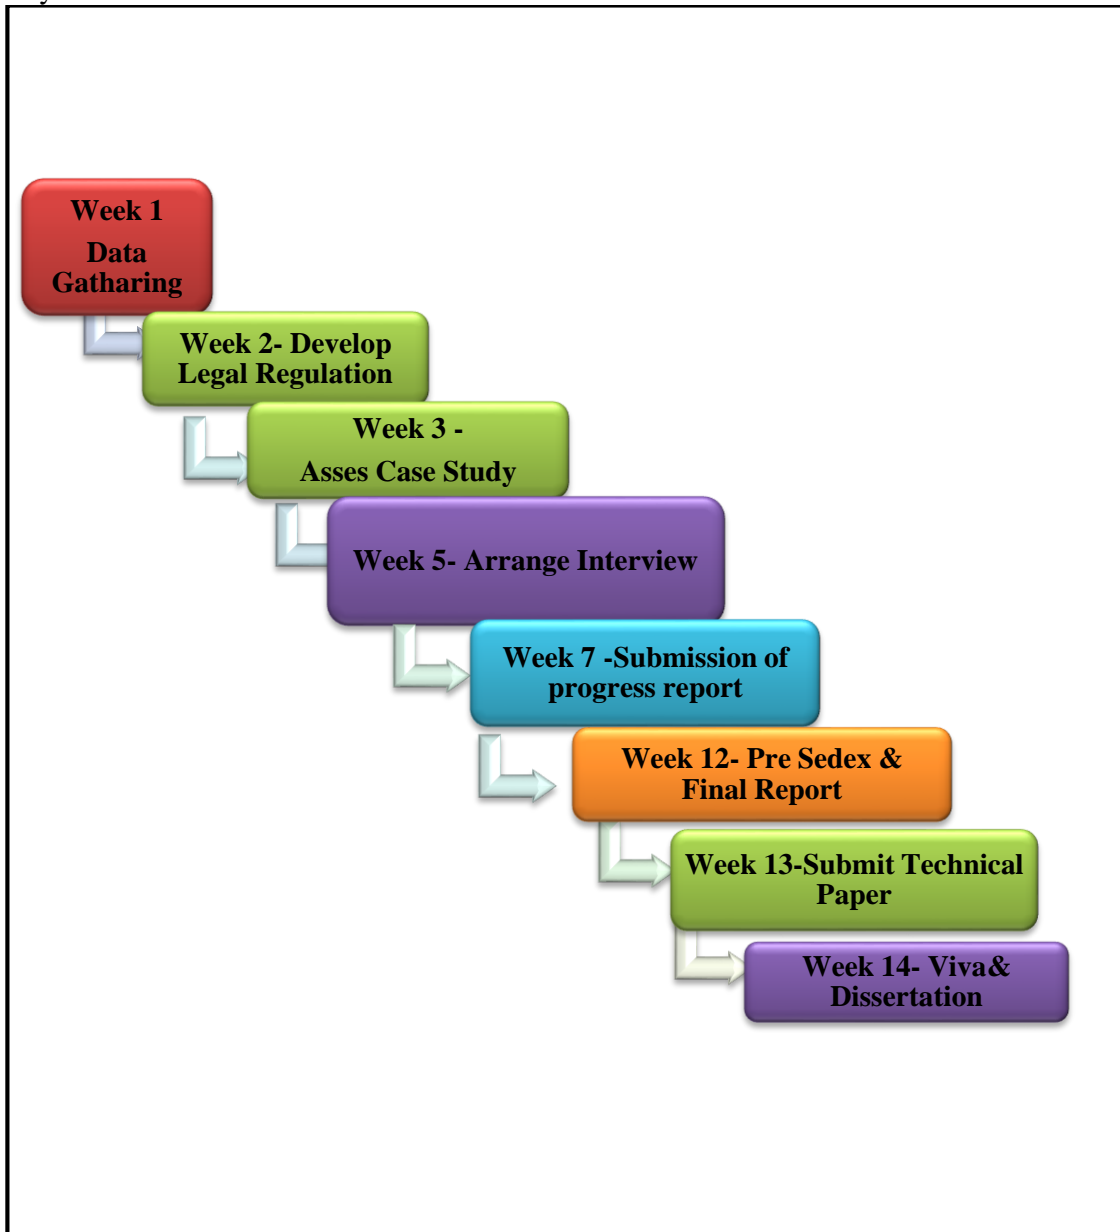 Week 1
Data
Gatharing
Week 2- Develop
Legal Regulation
Week 3 -
Asses Case Study
Week 5- Arrange Interview
Week 7 -Submission of
progress report
Week 12- Pre Sedex &
Final Report
Week 13-Submit Technical
Paper
Week 14- Viva&
Dissertation